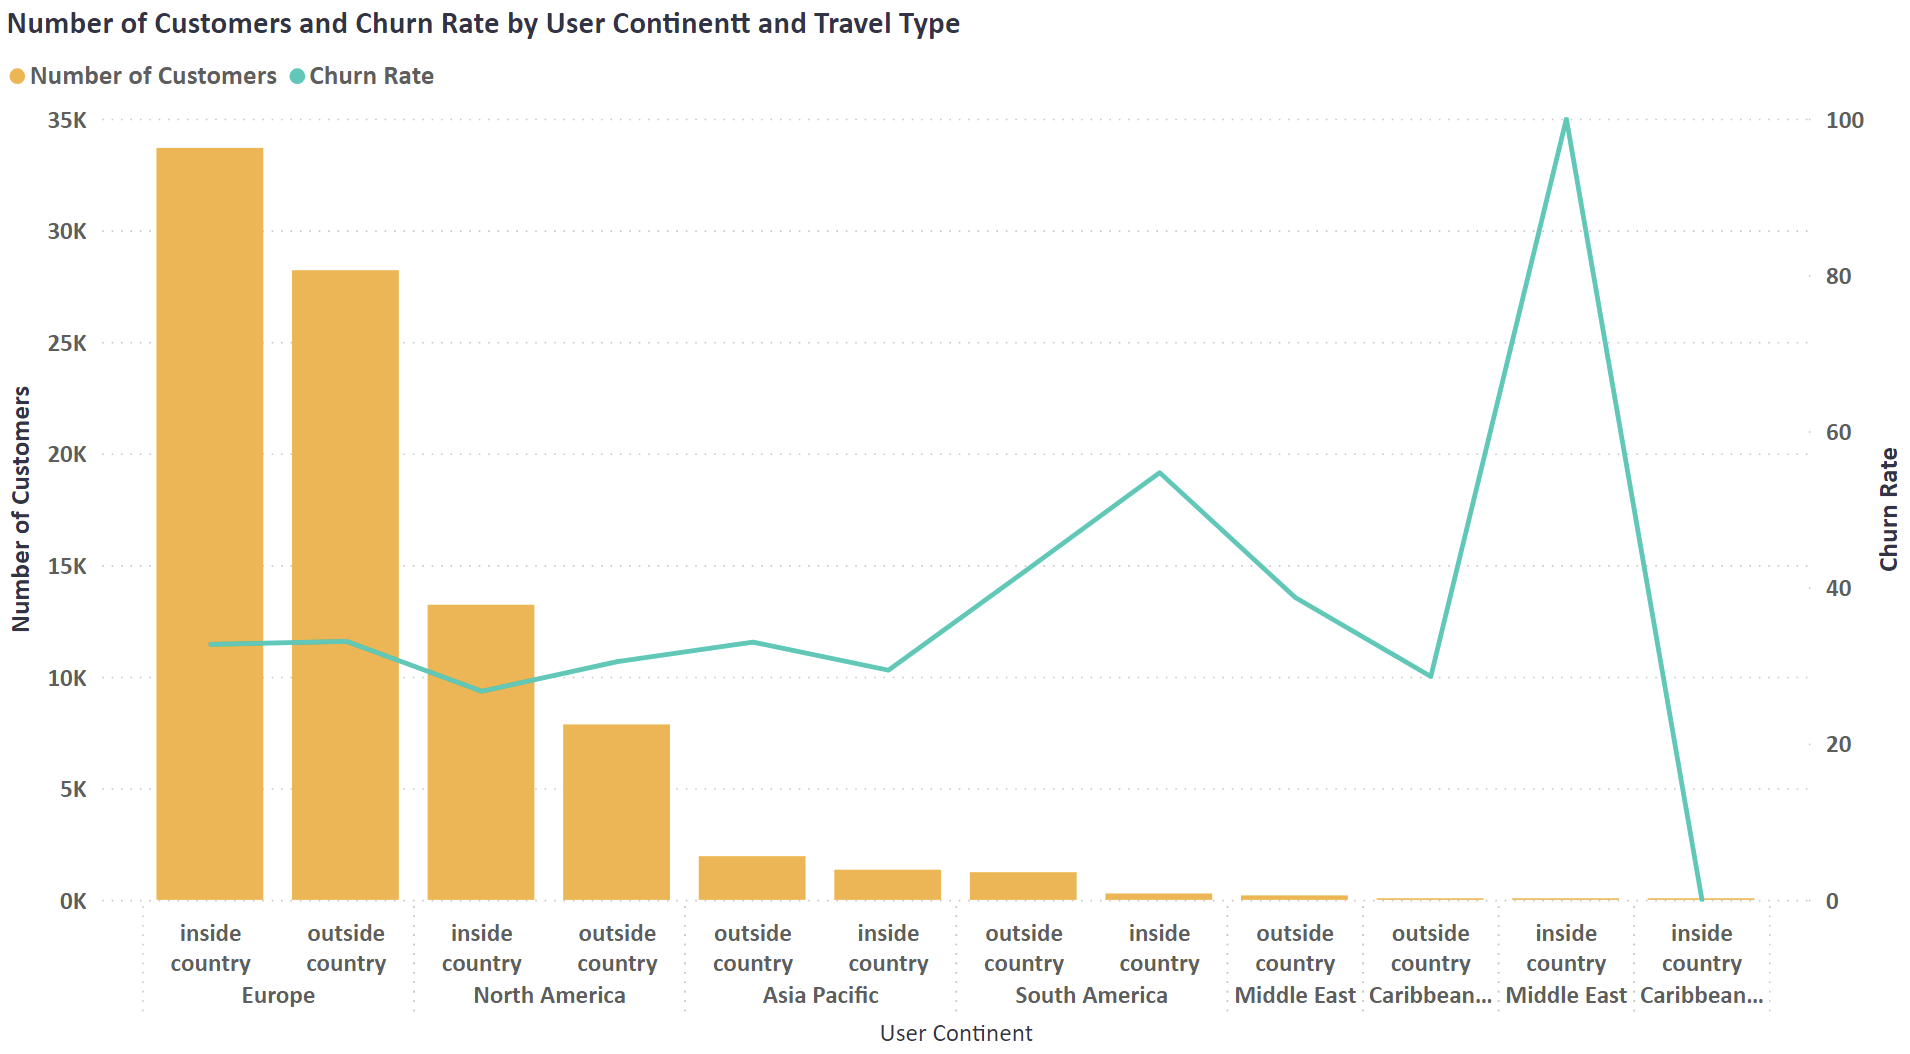 Number of Customers and Churn Rate by User Continentt and Travel Type
Number of Customers Churn Rate
35K
30K
25K
20K
15K
10K
5K
0K
Number of Customers
100
80
60
40
20
0
Churn Rate
inside outside inside outside outside inside outside inside outside outside inside inside
country country country country country country country country country country country country
Europe North America Asia Pacific South America Middle East Caribbean... Middle East Caribbean...
User Continent